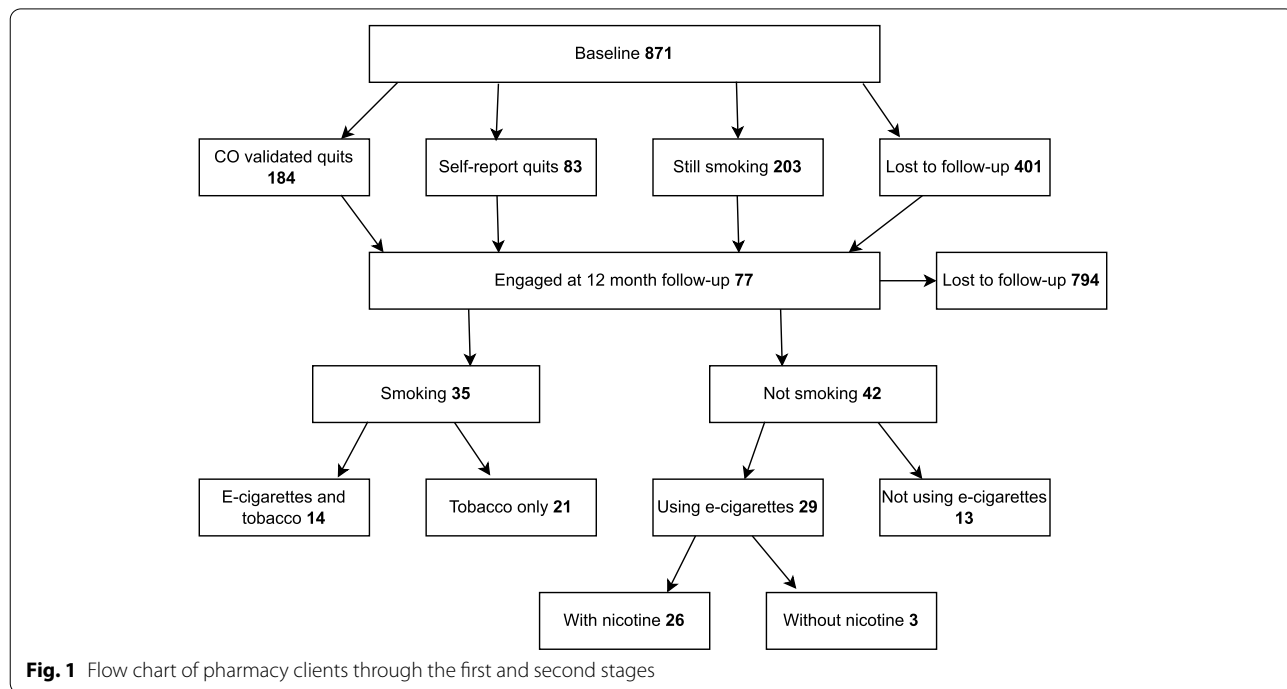 Baseline 871
CO validated quits
184
Self-report quits 83
Still smoking 203
Lost to follow-up 401
Engaged at 12 month follow-up 77
Lost to follow-up 794
Smoking 35
Not smoking 42
E-cigarettes and
tobacco 14
Tobacco only 21
Using e-cigarettes 29
Not using e-cigarettes
13
With nicotine 26
Without nicotine 3
Fig. 1 Flow chart of pharmacy clients through the first and second stages